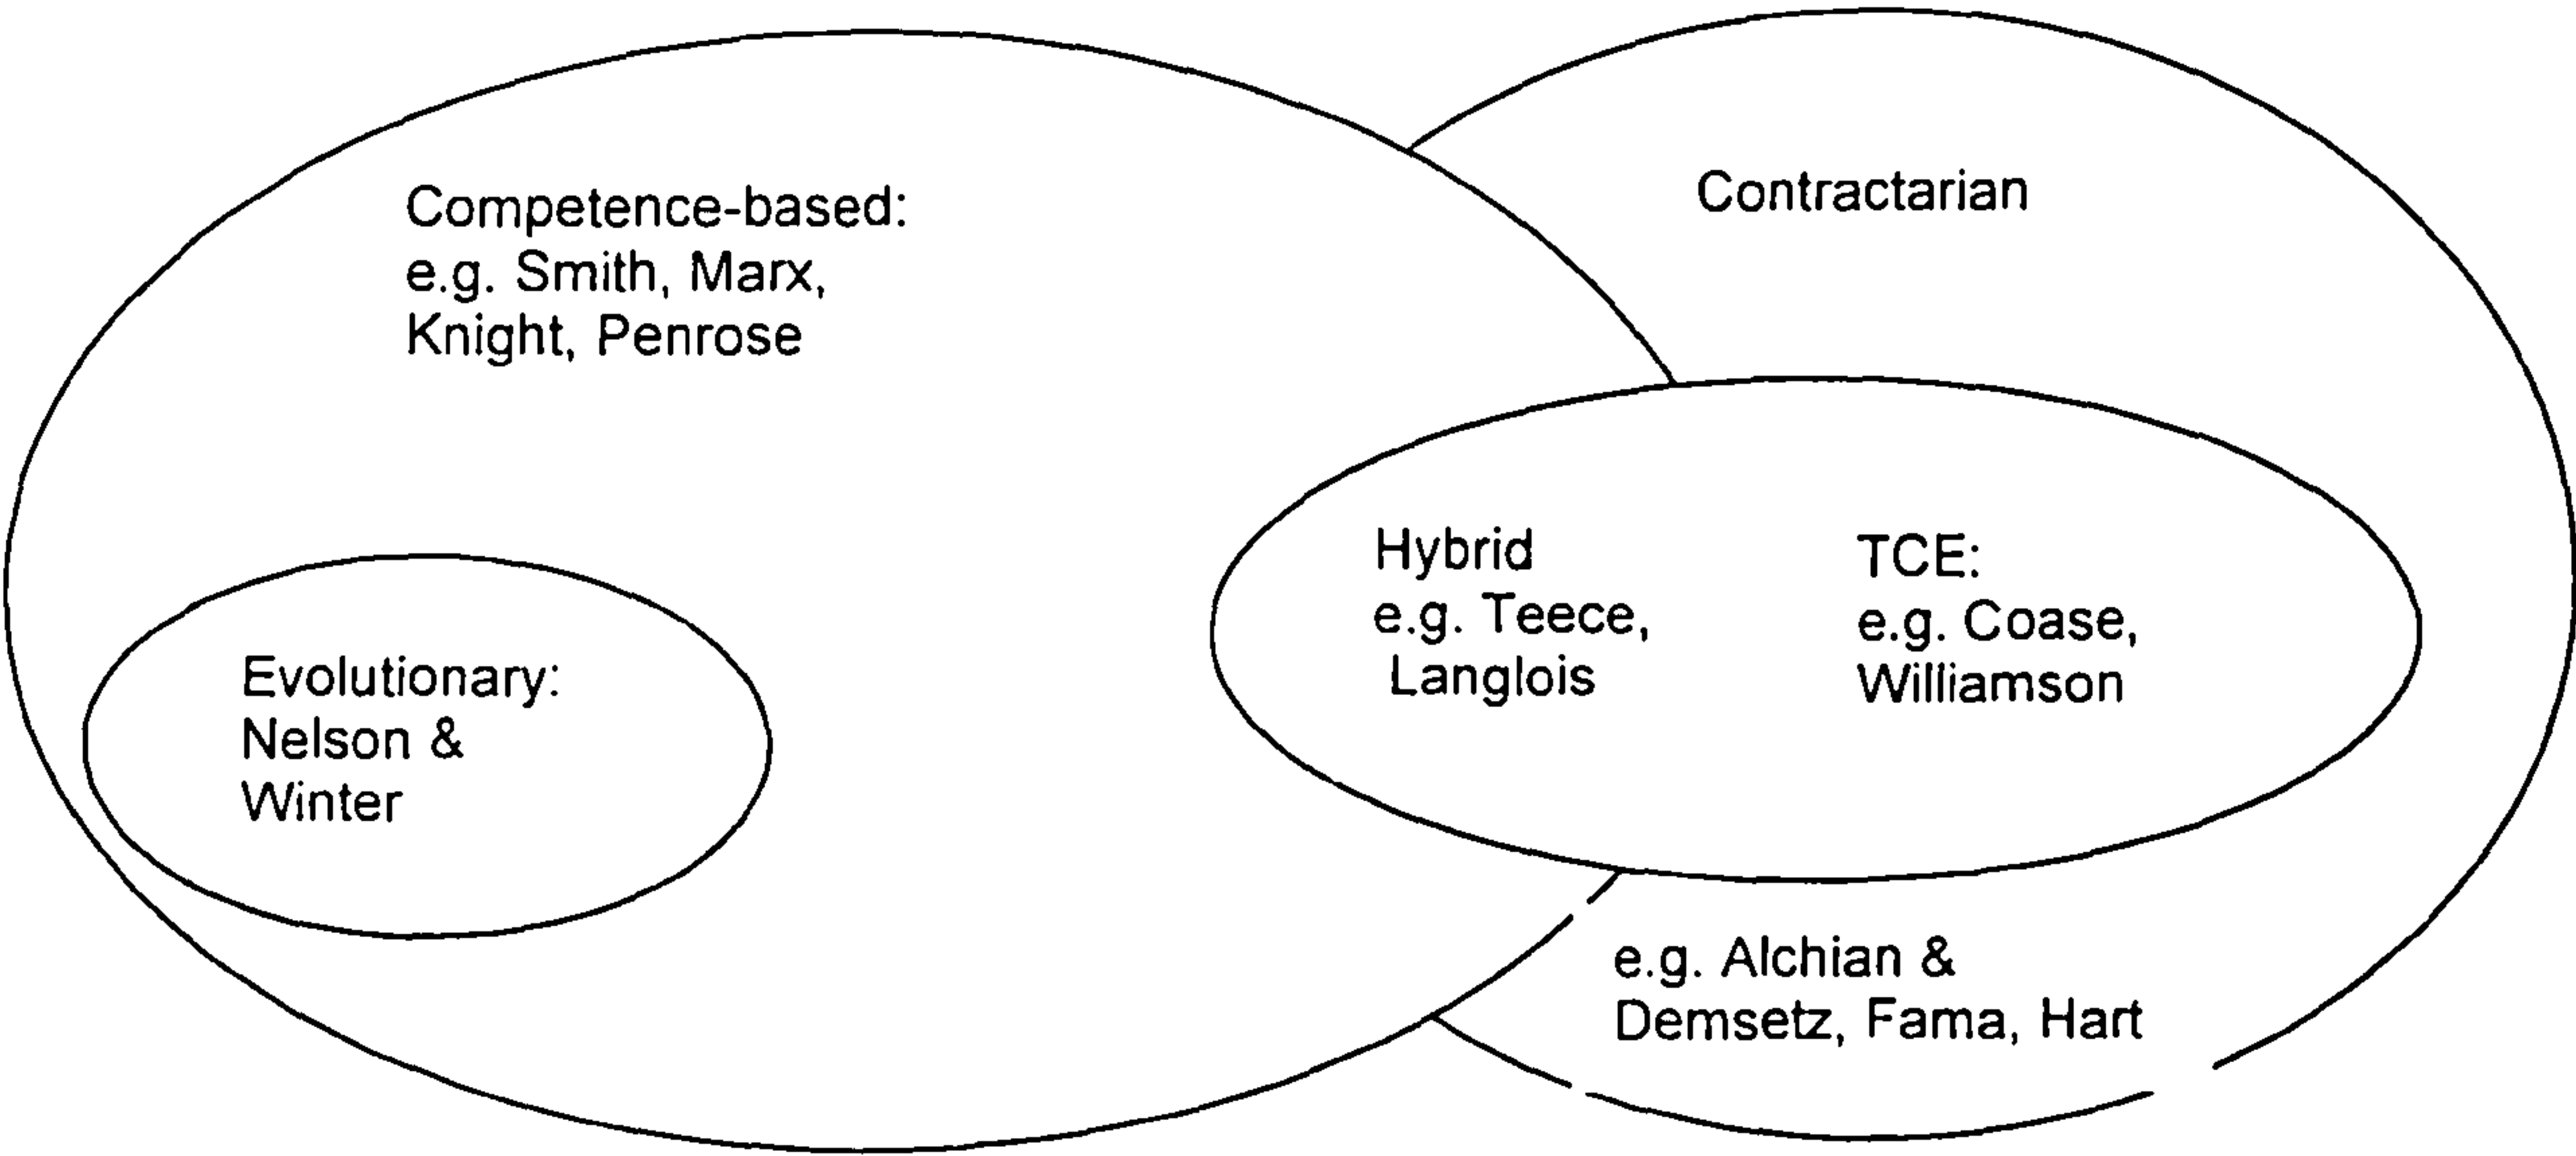 Competence-based:
e.g. Smith, Marx,
Knight, Penrose
Contractarian
Evolutionary:
Nelson &
Winter
Hybrid
e.g. Teece,
Langlois
TCE:
e.g. Coase,
Williamson
e.g. Alchian &
Demsetz, Fama, Hart